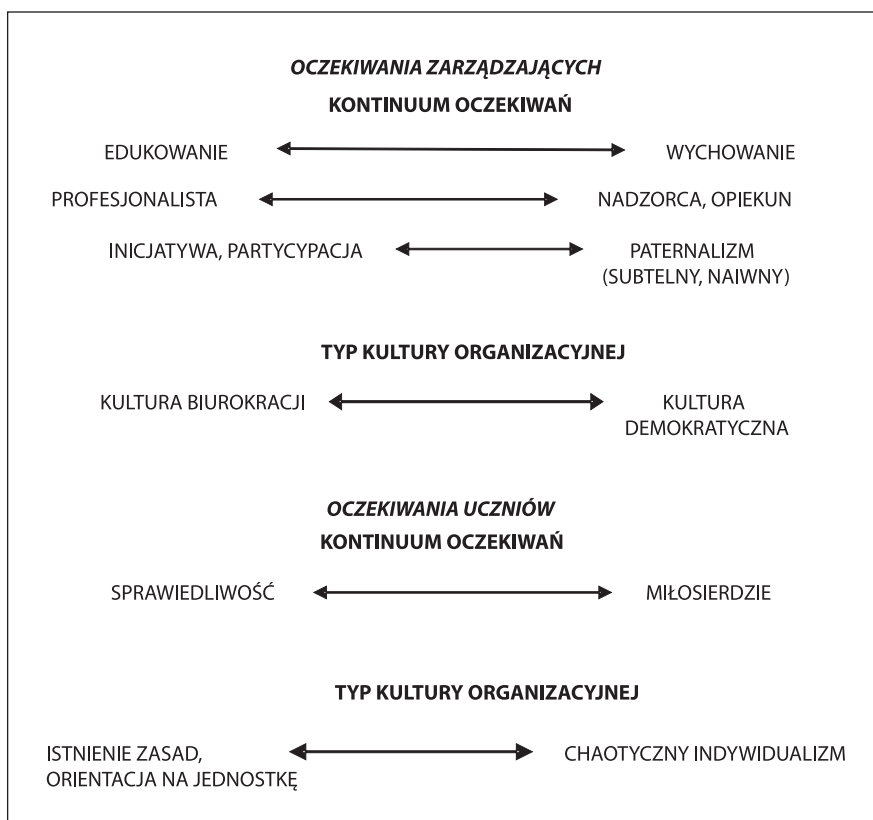 OCZEKIWANIA ZARZĄDZAJĄCYCH
KONTINUUM OCZEKIWAŃ
EDUKOWANIE WYCHOWANIE
PROFESJONALISTA NADZORCA, OPIEKUN
INICJATYWA, PARTYCYPACJA PATERNALIZM
(SUBTELNY, NAIWNY)
TYP KULTURY ORGANIZACYJNEJ
KULTURA BIUROKRACJI KULTURA
DEMOKRATYCZNA
OCZEKIWANIA UCZNIÓW
KONTINUUM OCZEKIWAŃ
SPRAWIEDLIWOŚĆ MIŁOSIERDZIE
TYP KULTURY ORGANIZACYJNEJ
ISTNIENIE ZASAD, CHAOTYCZNY INDYWIDUALIZM
ORIENTACJA NA JEDNOSTKĘ